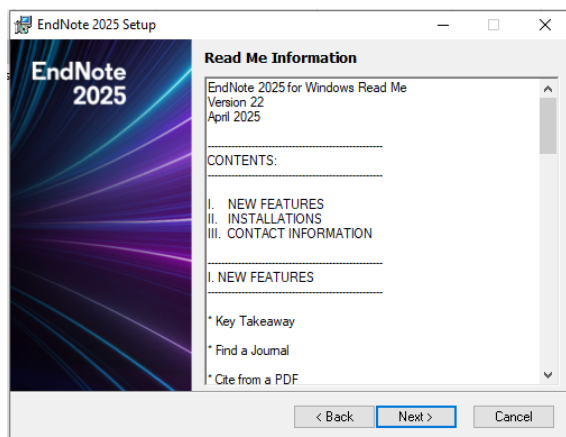 EndNote 2025 Setup
EndNote
2025
Read Me Information
EndNote 2025 for Windows Read Me
Version 22
April 2025
------------------------------------------------------------
CONTENTS:
------------------------------------------------------------
I. NEW FEATURES
II. INSTALLATIONS
III. CONTACT INFORMATION
------------------------------------------------------------
I. NEW FEATURES
------------------------------------------------------------
* Key Takeaway
* Find a Journal
* Cite from a PDF
< Back
Next >
Cancel